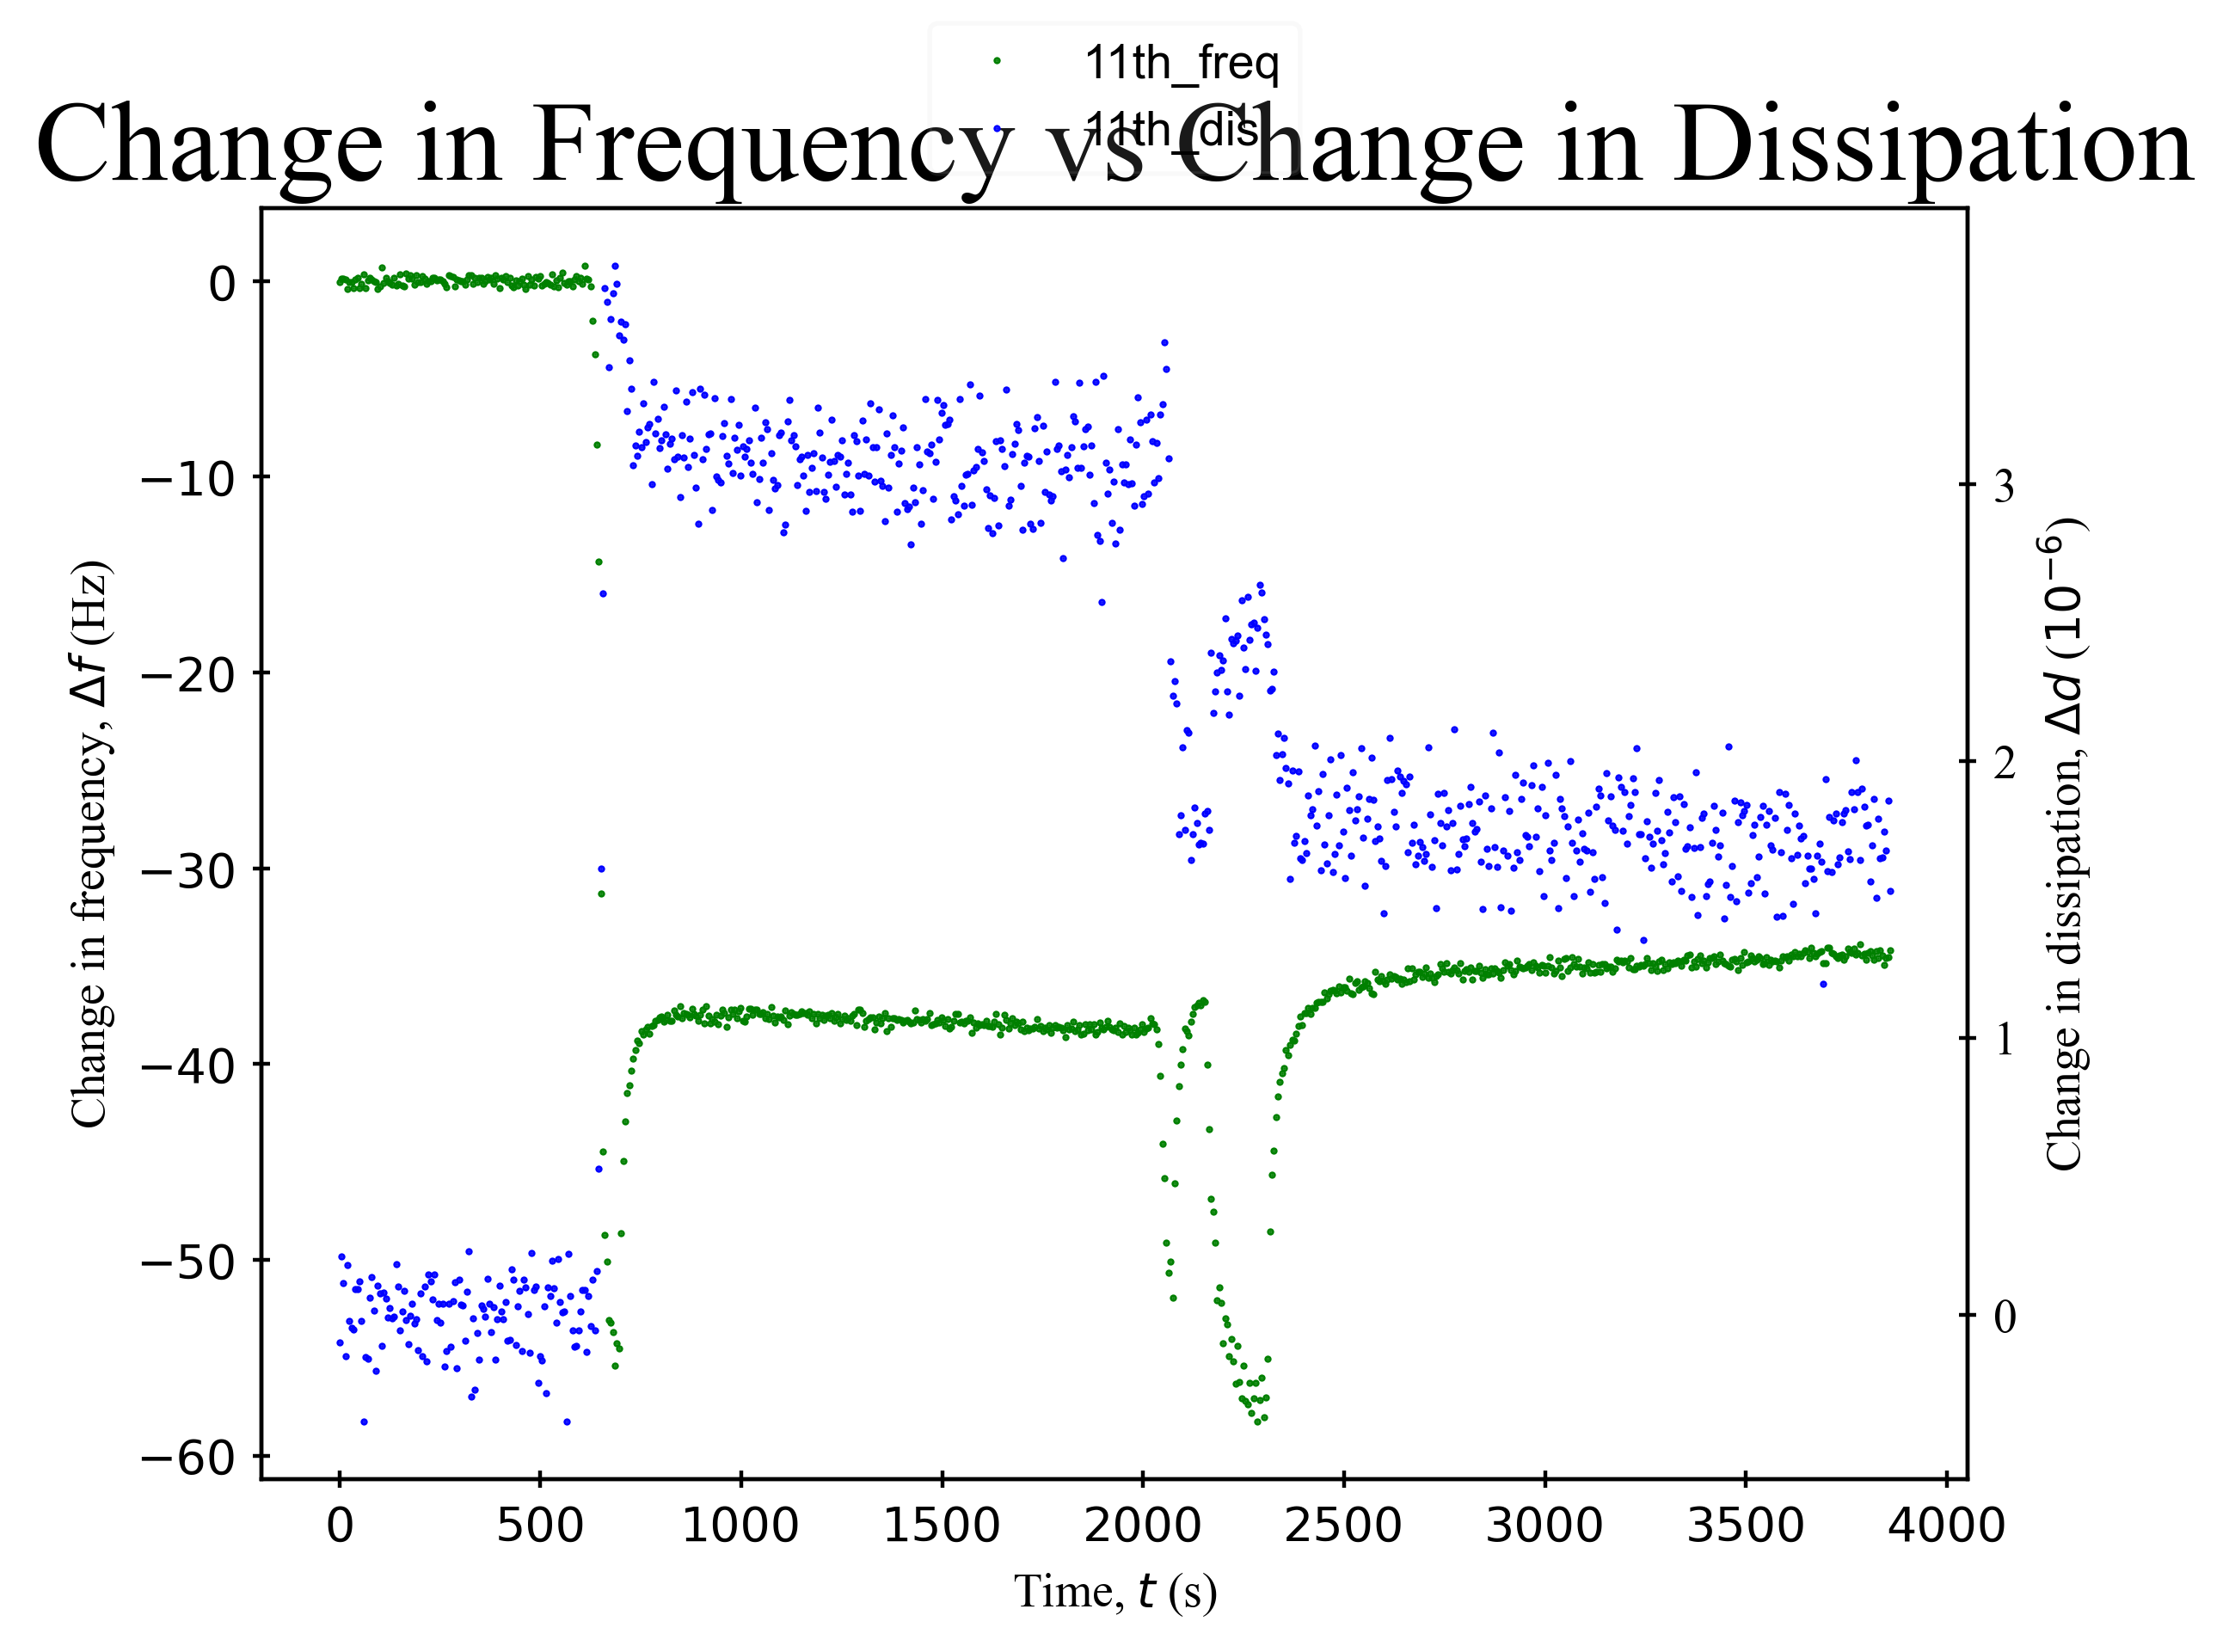 11th_freq
11th_dis
Change in Frequency vs Change in Dissipation
Change in frequency, Δf (Hz)
0
−10
−20
−30
−40
−50
−60
3
2
1
0
Change in dissipation, Δd (10⁻⁶)
0 500 1000 1500 2000 2500 3000 3500 4000
Time, t (s)